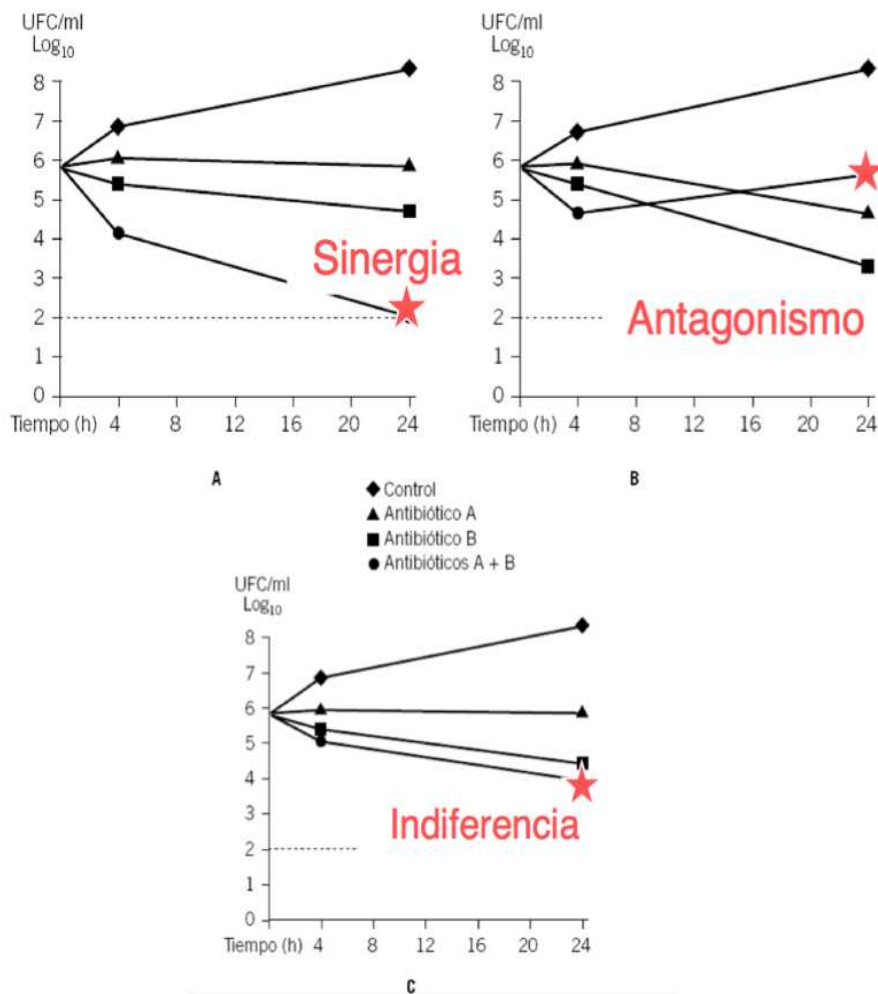 UFC/ml
Log₁₀
8
7
6
5
4
3
2
1
0
Sinergia
Tiempo (h) 4 8 12 16 20 24
A
UFC/ml
Log₁₀
8
7
6
5
4
3
2
1
0
Antagonismo
Tiempo (h) 4 8 12 16 20 24
B
Control
Antibiótico A
Antibiótico B
Antibióticos A + B
UFC/ml
Log₁₀
8
7
6
5
4
3
2
1
0
Indiferencia
Tiempo (h) 4 8 12 16 20 24
C